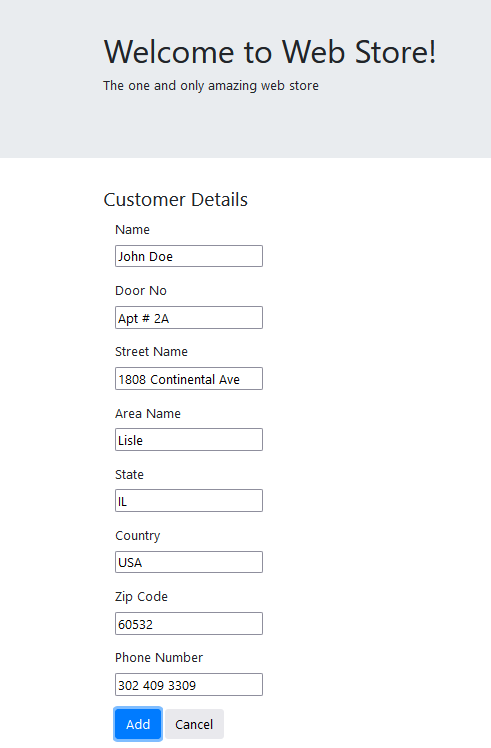 Welcome to Web Store!
The one and only amazing web store
Customer Details
Name
John Doe
Door No
Apt # 2A
Street Name
1808 Continental Ave
Area Name
Lisle
State
IL
Country
USA
Zip Code
60532
Phone Number
302 409 3309
Add Cancel